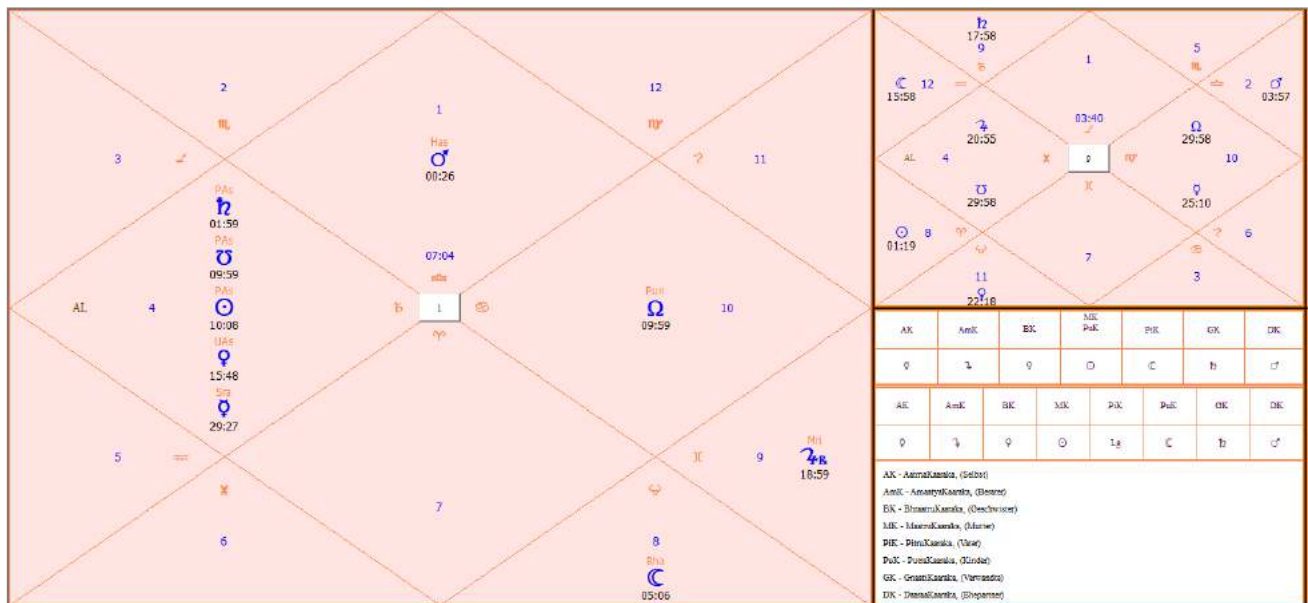 2
1
12
Has
00:26
3
11
PAs
01:59
PAs
09:59
07:04
AL 4
PAs
10:08
1
Pun
09:59
10
UAs
15:48
Sra
29:27
5
9
Mri
18:59
7
6
8
Bha
05:06
17:58
9
1
5
12
15:58
2
03:57
20:55
03:40
29:58
AL 4
9
10
29:58
25:10
8
01:19
6
7
11
3
22:18
AK AmK BK MK PuK PiK GK DK
AK AmK BK MK PiK PuK GK DK
AK - AatmaKaaraka, (Selbst)
AmK - AmaatyaKaaraka, (Berater)
BK - BhraatruKaaraka, (Geschwister)
MK - MaatruKaaraka, (Mutter)
PiK - PitruKaaraka, (Vater)
PuK - PutraKaaraka, (Kinder)
GK - GnaatiKaaraka, (Verwandte)
DK - DaaraKaaraka, (Ehepartner)